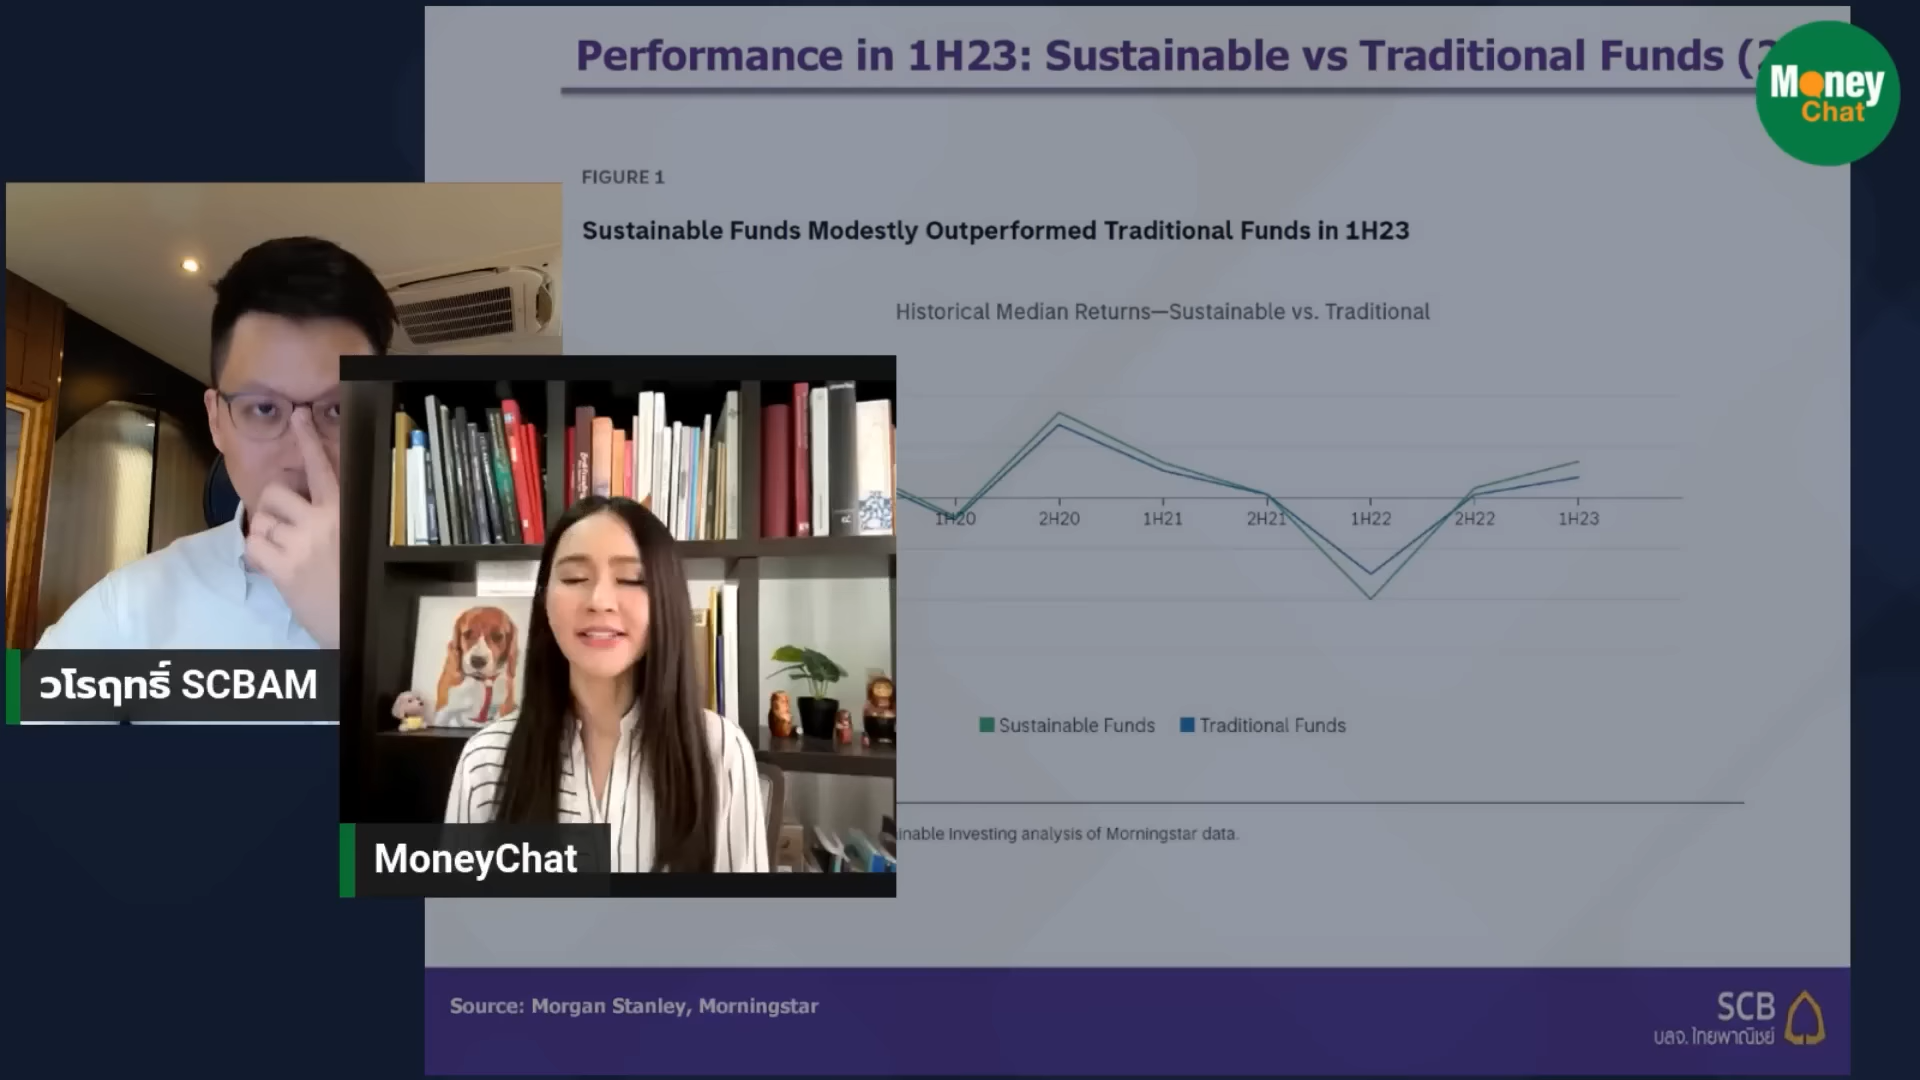 Performance in 1H23: Sustainable vs Traditional Funds (
Money
Chat
FIGURE 1
Sustainable Funds Modestly Outperformed Traditional Funds in 1H23
Historical Median Returns—Sustainable vs. Traditional
1H20 2H20 1H21 2H21 1H22 2H22 1H23
วโรฤทธิ์ SCBAM
Sustainable Funds Traditional Funds
Investing analysis of Morningstar data.
MoneyChat
Source: Morgan Stanley, Morningstar
SCB
บลจ. ไทยพาณิชย์